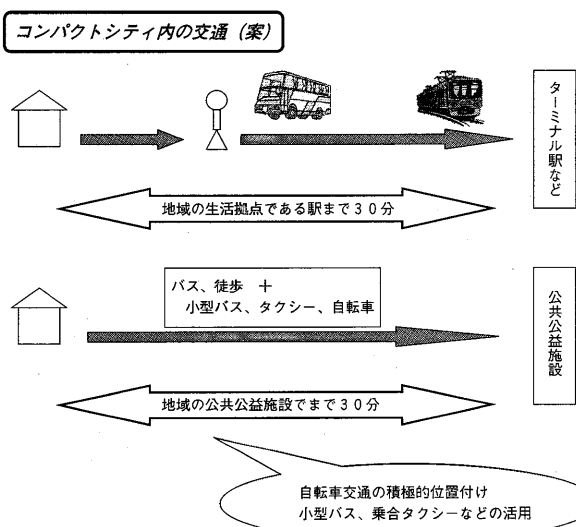 コンパクトシティ内の交通（案）
ターミナル駅など
地域の生活拠点である駅まで３０分
バス、徒歩　＋
小型バス、タクシー、自転車
公共公益施設
地域の公共公益施設でまで３０分
自転車交通の積極的位置付け
小型バス、乗合タクシーなどの活用